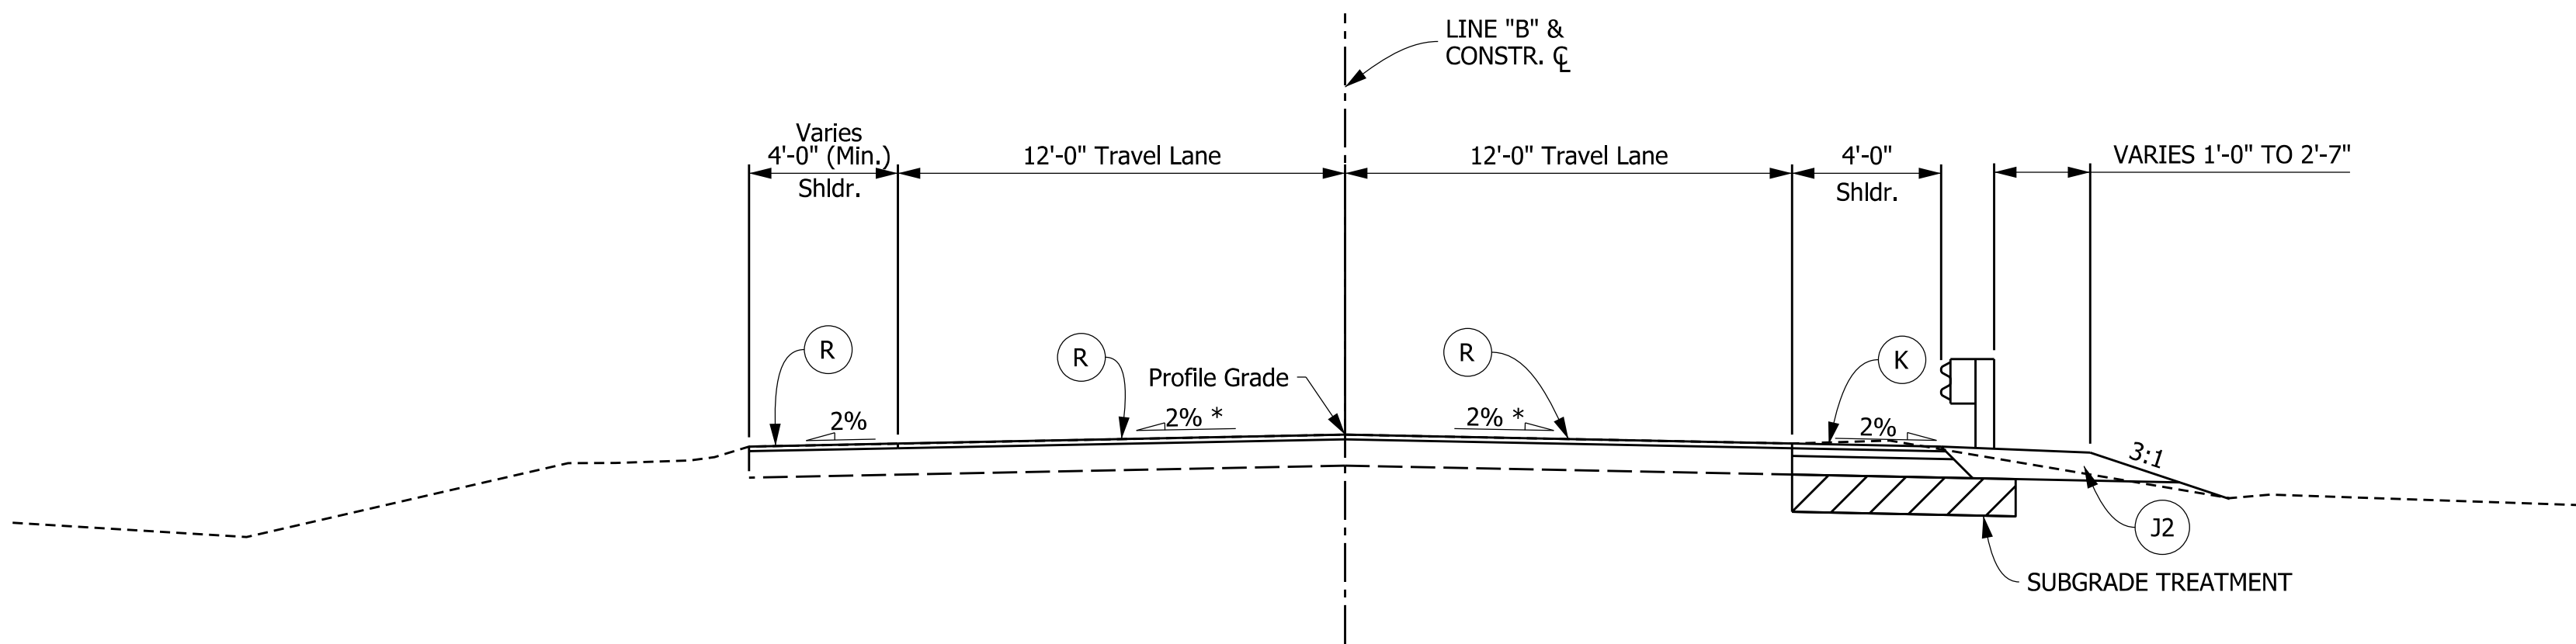 LINE "B" &
CONSTR. ℄
Varies
4'-0" (Min.)
Shldr.
12'-0" Travel Lane
12'-0" Travel Lane
4'-0"
Shldr.
VARIES 1'-0" TO 2'-7"
R
R
Profile Grade
R
K
2%
2% *
2% *
2%
3:1
J2
SUBGRADE TREATMENT